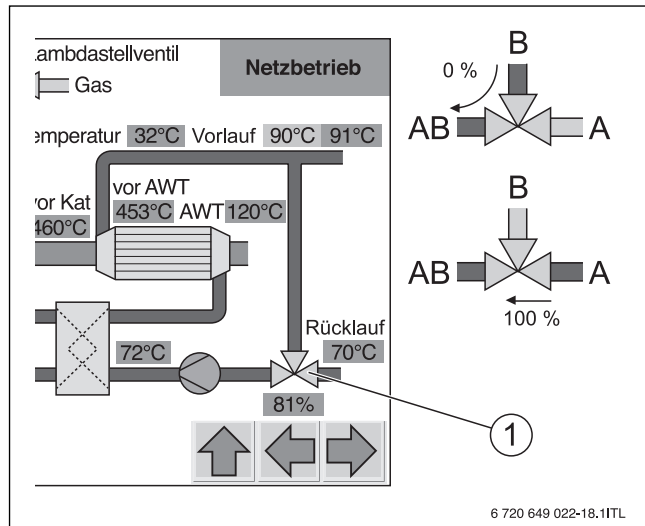 ambdastellventil
Netzbetrieb
Gas
emperatur 32°C Vorlauf 90°C 91°C
vor Kat
460°C
vor AWT
453°C AWT 120°C
72°C
Rücklauf
70°C
81%
1
B
0 %
AB
A
B
AB
A
100 %
6 720 649 022-18.1ITL